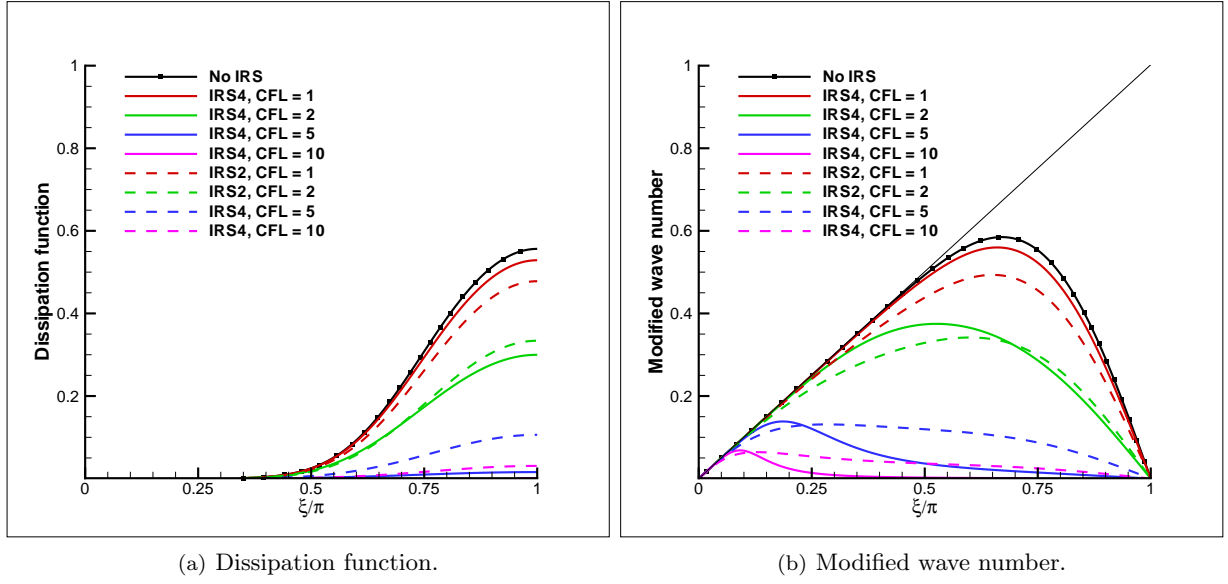 1
0.8
0.6
0.4
0.2
0
0.25
0.5
0.75
1
Dissipation function
ξ/π
No IRS
IRS4, CFL = 1
IRS4, CFL = 2
IRS4, CFL = 5
IRS4, CFL = 10
IRS2, CFL = 1
IRS2, CFL = 2
IRS4, CFL = 5
IRS4, CFL = 10
(a) Dissipation function.
1
0.8
0.6
0.4
0.2
0
0.25
0.5
0.75
1
Modified wave number
ξ/π
No IRS
IRS4, CFL = 1
IRS4, CFL = 2
IRS4, CFL = 5
IRS4, CFL = 10
IRS2, CFL = 1
IRS2, CFL = 2
IRS4, CFL = 5
IRS4, CFL = 10
(b) Modified wave number.